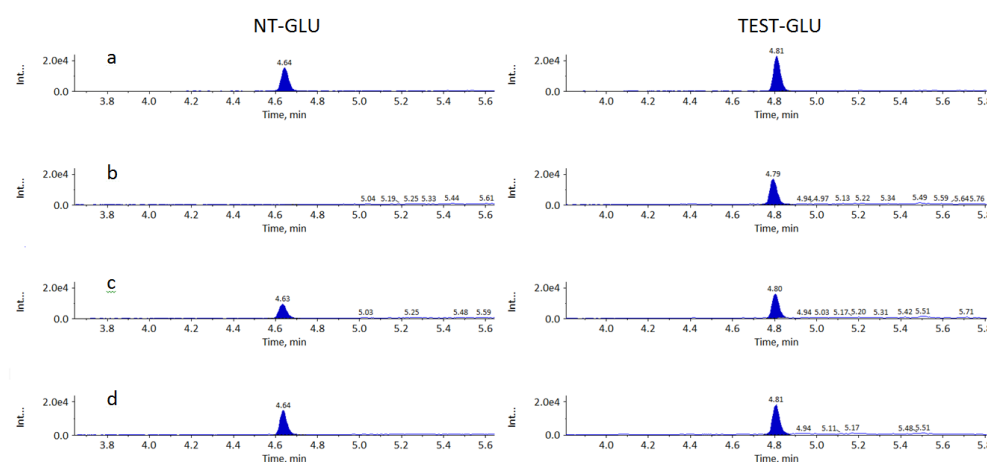 NT-GLU TEST-GLU
a
Int... 2.0e4 0.0 4.64
3.8 4.0 4.2 4.4 4.6 4.8 5.0 5.2 5.4 5.6
Time, min
Int... 2.0e4 0.0 4.81
4.0 4.2 4.4 4.6 4.8 5.0 5.2 5.4 5.6 5.8
Time, min
b
Int... 2.0e4 0.0 5.04 5.19 5.25 5.33 5.44 5.61
3.8 4.0 4.2 4.4 4.6 4.8 5.0 5.2 5.4 5.6
Time, min
Int... 2.0e4 0.0 4.79 4.94 4.97 5.13 5.22 5.34 5.49 5.59 5.64 5.76
4.0 4.2 4.4 4.6 4.8 5.0 5.2 5.4 5.6 5.8
Time, min
c
Int... 2.0e4 0.0 4.63 5.03 5.25 5.48 5.59
3.8 4.0 4.2 4.4 4.6 4.8 5.0 5.2 5.4 5.6
Time, min
Int... 2.0e4 0.0 4.80 4.94 5.03 5.17 5.20 5.31 5.42 5.51 5.71
4.0 4.2 4.4 4.6 4.8 5.0 5.2 5.4 5.6 5.8
Time, min
d
Int... 2.0e4 0.0 4.64
3.8 4.0 4.2 4.4 4.6 4.8 5.0 5.2 5.4 5.6
Time, min
Int... 2.0e4 0.0 4.81 4.94 5.11 5.17 5.48 5.51
4.0 4.2 4.4 4.6 4.8 5.0 5.2 5.4 5.6 5.8
Time, min